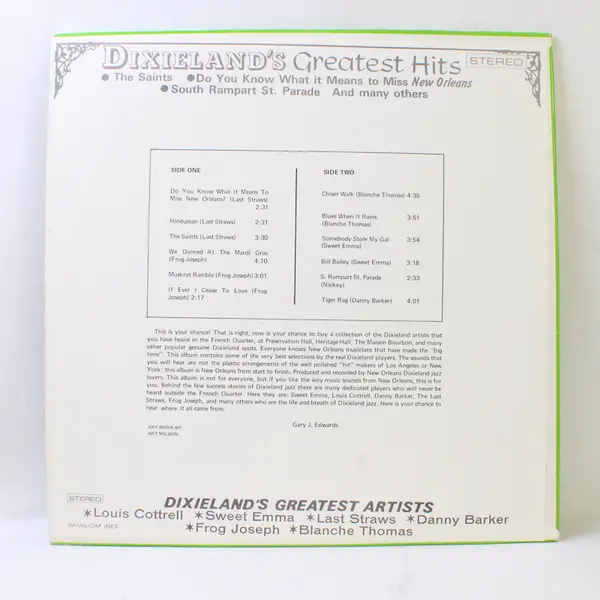 DIXIELAND'S Greatest Hits STEREO
● The Saints ●Do You Know What it Means to Miss New Orleans
●South Rampart St. Parade And many others
SIDE ONE
Do You Know What It Means To
Miss New Orleans? (Last Straws)
2:31
Hindustan (Last Straws) 2:31
The Saints (Last Straws) 3:30
We Danced At The Mardi Gras
(Frog Joseph) 4:10
Muskrat Ramble (Frog Joseph) 3:01
If Ever I Cease To Love (Frog
Joseph) 2:17
SIDE TWO
Closer Walk (Blanche Thomas) 4:35
Blues When It Rains 3:51
(Blanche Thomas)
Somebody Stole My Gal 3:54
(Sweet Emma)
Bill Bailey (Sweet Emma) 3:18
S. Rampart St. Parade 2:33
(Nickey)
Tiger Rag (Danny Barker) 4:01
This is your chance! That is right, now is your chance to buy a collection of the Dixieland artists that
you have heard in the French Quarter, at Preservation Hall, Heritage Hall, The Maison Bourbon, and many
other popular genuine Dixieland spots. Everyone knows New Orleans musicians that have made the "big
time". This album contains some of the very best selections by the real Dixieland players. The sounds that
you will hear are not the plastic arrangements of the well polished "hit" makers of Los Angeles or New
York; this album is New Orleans from start to finish. Produced and recorded by New Orleans Dixieland jazz
lovers. This album is not for everyone, but if you like the way music sounds from New Orleans, this is for
you. Behind the few success stories of Dixieland jazz there are many dedicated players who will never be
heard outside the French Quarter. Here they are: Sweet Emma, Louis Cottrell, Danny Barker, The Last
Straws, Frog Joseph, and many others who are the life and breath of Dixieland jazz. Here is your chance to
hear where it all came from.
Gary J. Edwards
ART WORK BY:
ART WILSON
STEREO
DIXIELAND'S GREATEST ARTISTS
✶Louis Cottrell ✶Sweet Emma ✶Last Straws ✶Danny Barker
✶Frog Joseph ✶Blanche Thomas
SHALOM